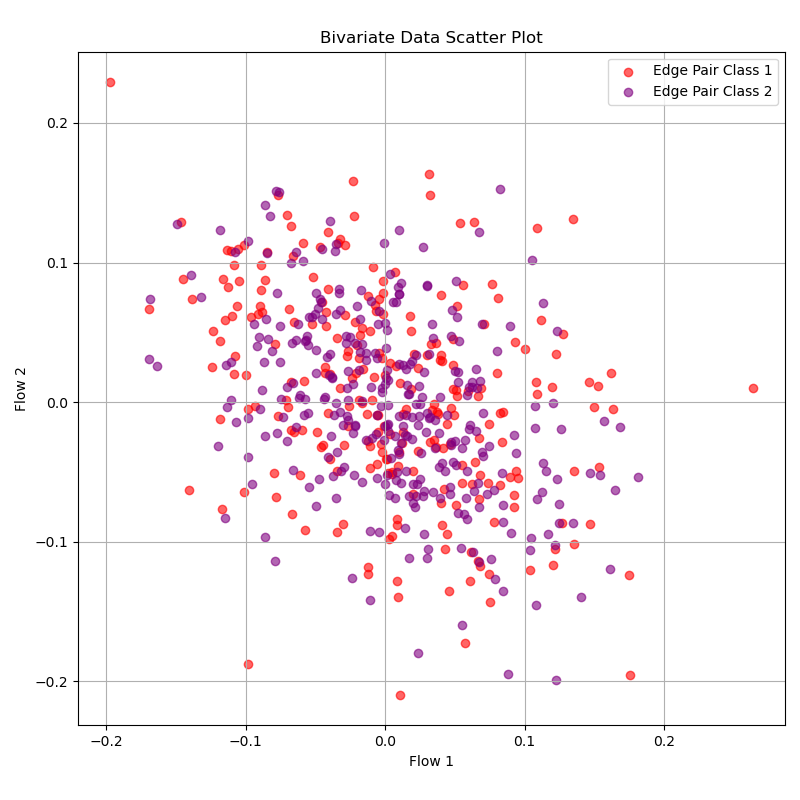 Bivariate Data Scatter Plot
Edge Pair Class 1
Edge Pair Class 2
0.2
0.1
0.0
−0.1
−0.2
Flow 2
−0.2
−0.1
0.0
0.1
0.2
Flow 1